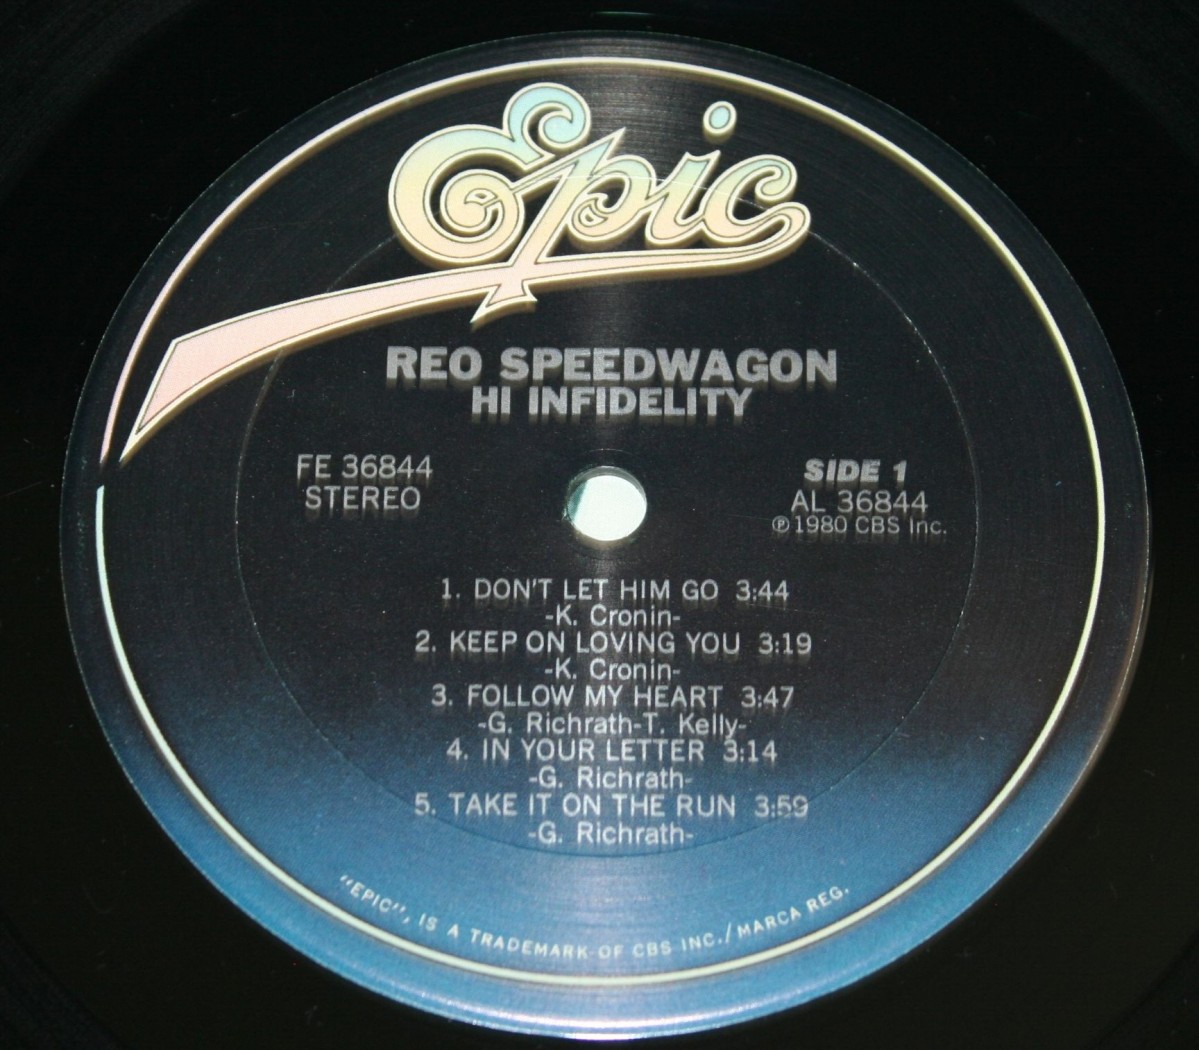 Epic
REO SPEEDWAGON
HI INFIDELITY
FE 36844
STEREO
SIDE 1
AL 36844
℗1980 CBS Inc.
1. DON'T LET HIM GO 3:44
-K. Cronin-
2. KEEP ON LOVING YOU 3:19
-K. Cronin-
3. FOLLOW MY HEART 3:47
-G. Richrath-T. Kelly-
4. IN YOUR LETTER 3:14
-G. Richrath-
5. TAKE IT ON THE RUN 3:59
-G. Richrath-
"EPIC", IS A TRADEMARK OF CBS INC./MARCA REG.